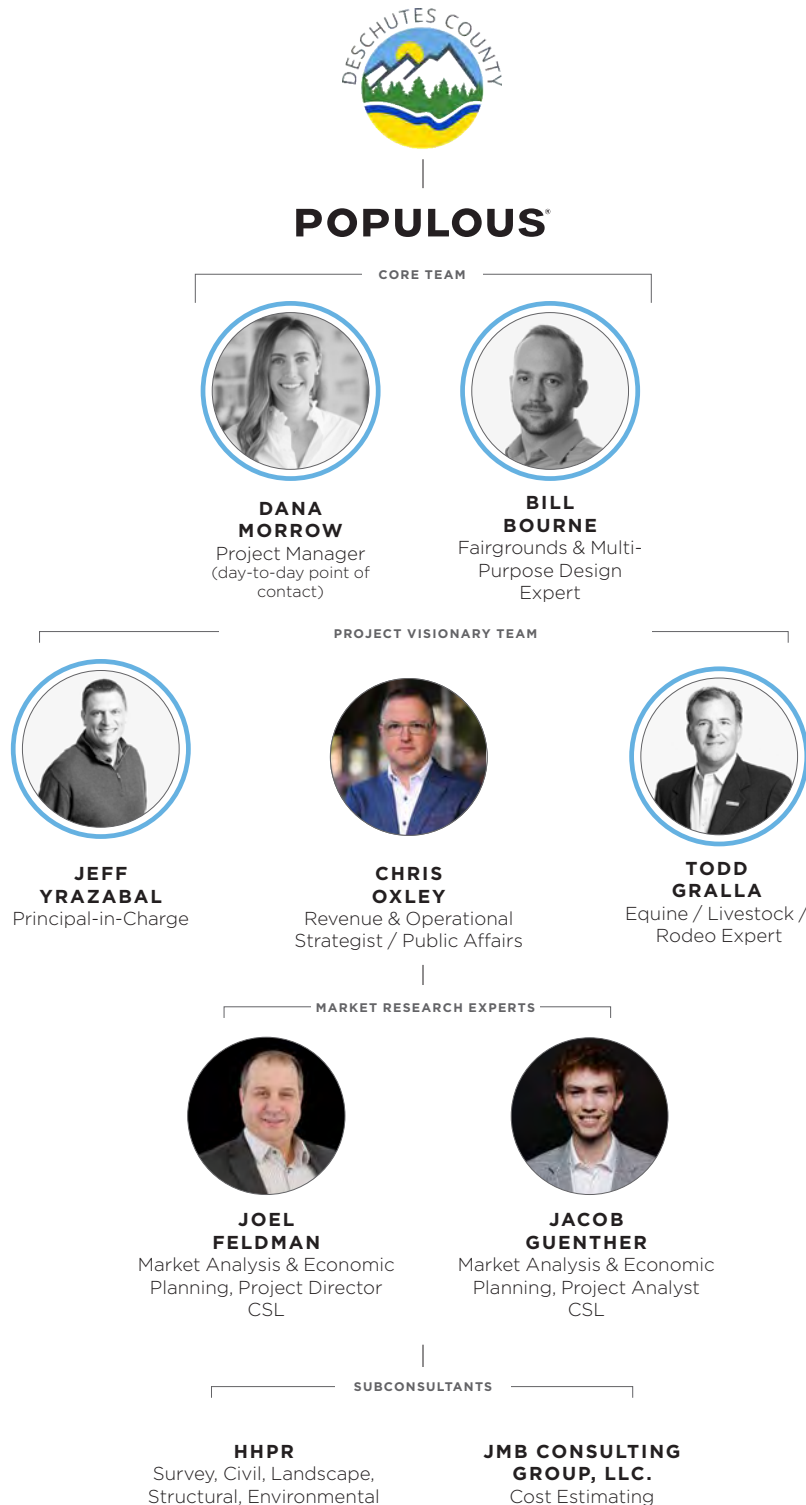 DESCHUTES COUNTY
POPULOUS®
CORE TEAM
DANA
MORROW
Project Manager
(day-to-day point of
contact)
BILL
BOURNE
Fairgrounds & Multi-
Purpose Design
Expert
PROJECT VISIONARY TEAM
JEFF
YRAZABAL
Principal-in-Charge
CHRIS
OXLEY
Revenue & Operational
Strategist / Public Affairs
TODD
GRALLA
Equine / Livestock /
Rodeo Expert
MARKET RESEARCH EXPERTS
JOEL
FELDMAN
Market Analysis & Economic
Planning, Project Director
CSL
JACOB
GUENTHER
Market Analysis & Economic
Planning, Project Analyst
CSL
SUBCONSULTANTS
HHPR
Survey, Civil, Landscape,
Structural, Environmental
JMB CONSULTING
GROUP, LLC.
Cost Estimating